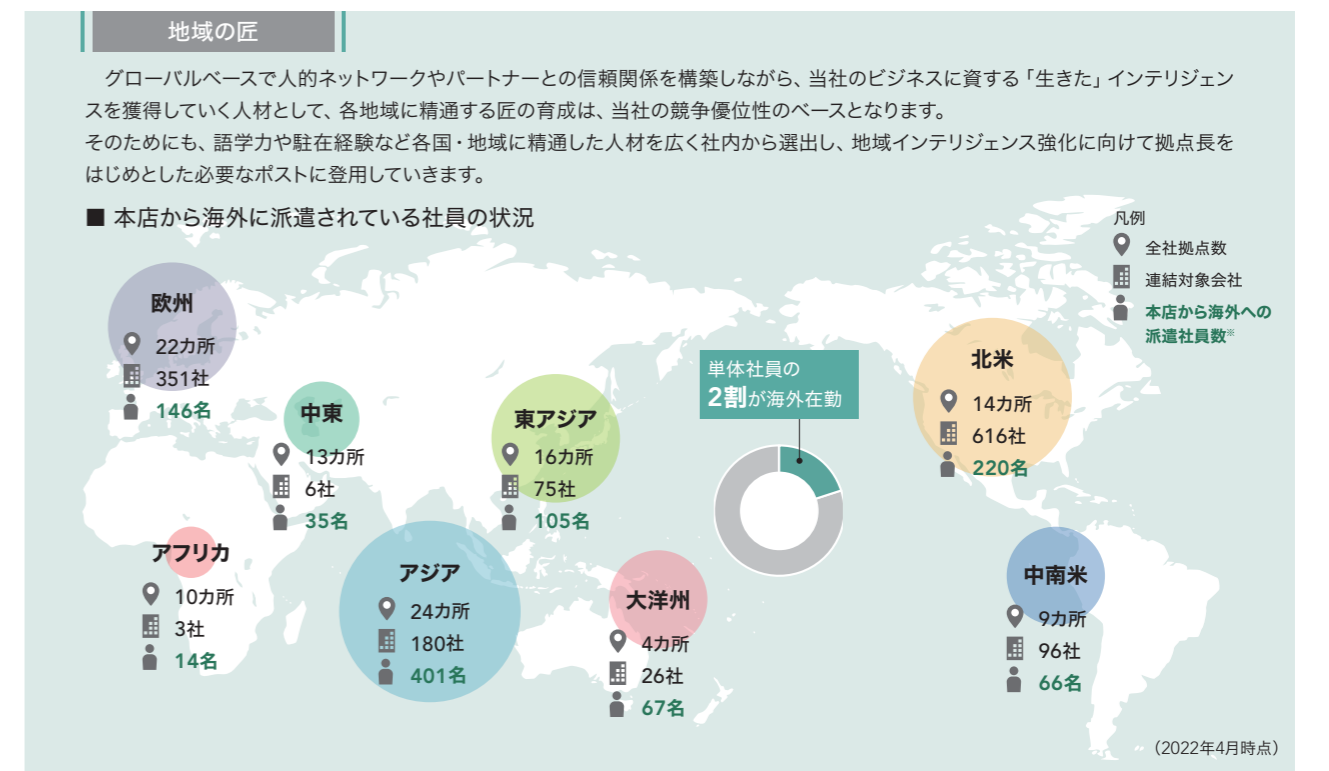 地域の匠
グローバルベースで人的ネットワークやパートナーとの信頼関係を構築しながら、当社のビジネスに資する「生きた」インテリジェン
スを獲得していく人材として、各地域に精通する匠の育成は、当社の競争優位性のベースとなります。
そのためにも、語学力や駐在経験など各国・地域に精通した人材を広く社内から選出し、地域インテリジェンス強化に向けて拠点長を
はじめとした必要なポストに登用していきます。
■ 本店から海外に派遣されている社員の状況
凡例
全社拠点数
連結対象会社
本店から海外への
派遣社員数※
欧州
22カ所
351社
146名
中東
13カ所
6社
35名
東アジア
16カ所
75社
105名
単体社員の
2割が海外在勤
北米
14カ所
616社
220名
アフリカ
10カ所
3社
14名
アジア
24カ所
180社
401名
大洋州
4カ所
26社
67名
中南米
9カ所
96社
66名
（2022年4月時点）